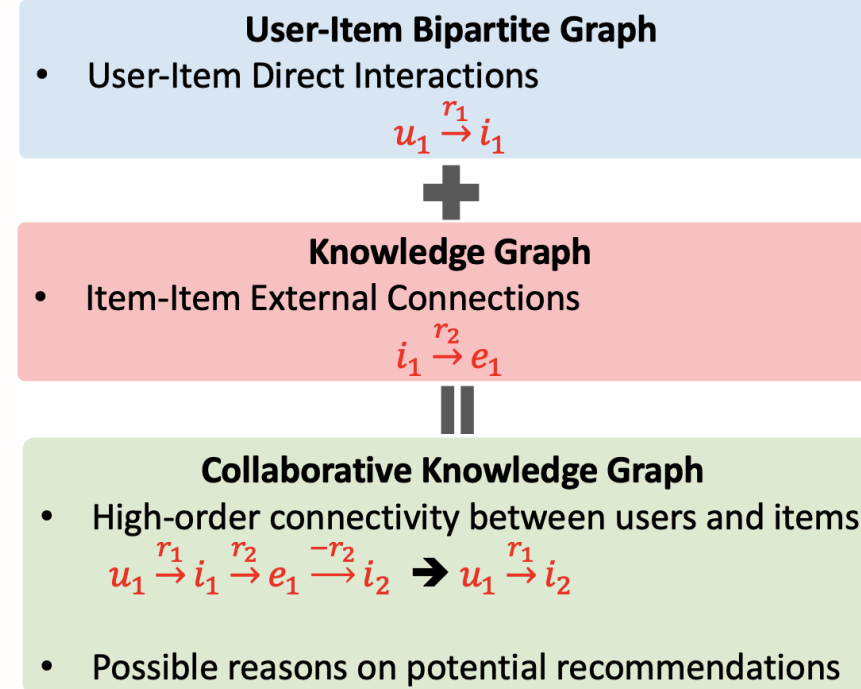 User-Item Bipartite Graph
• User-Item Direct Interactions
u₁ →^{r₁} i₁
+
Knowledge Graph
• Item-Item External Connections
i₁ →^{r₂} e₁
=
Collaborative Knowledge Graph
• High-order connectivity between users and items
u₁ →^{r₁} i₁ →^{r₂} e₁ →^{-r₂} i₂ ➔ u₁ →^{r₁} i₂
• Possible reasons on potential recommendations